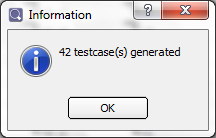 Information
42 testcase(s) generated
OK